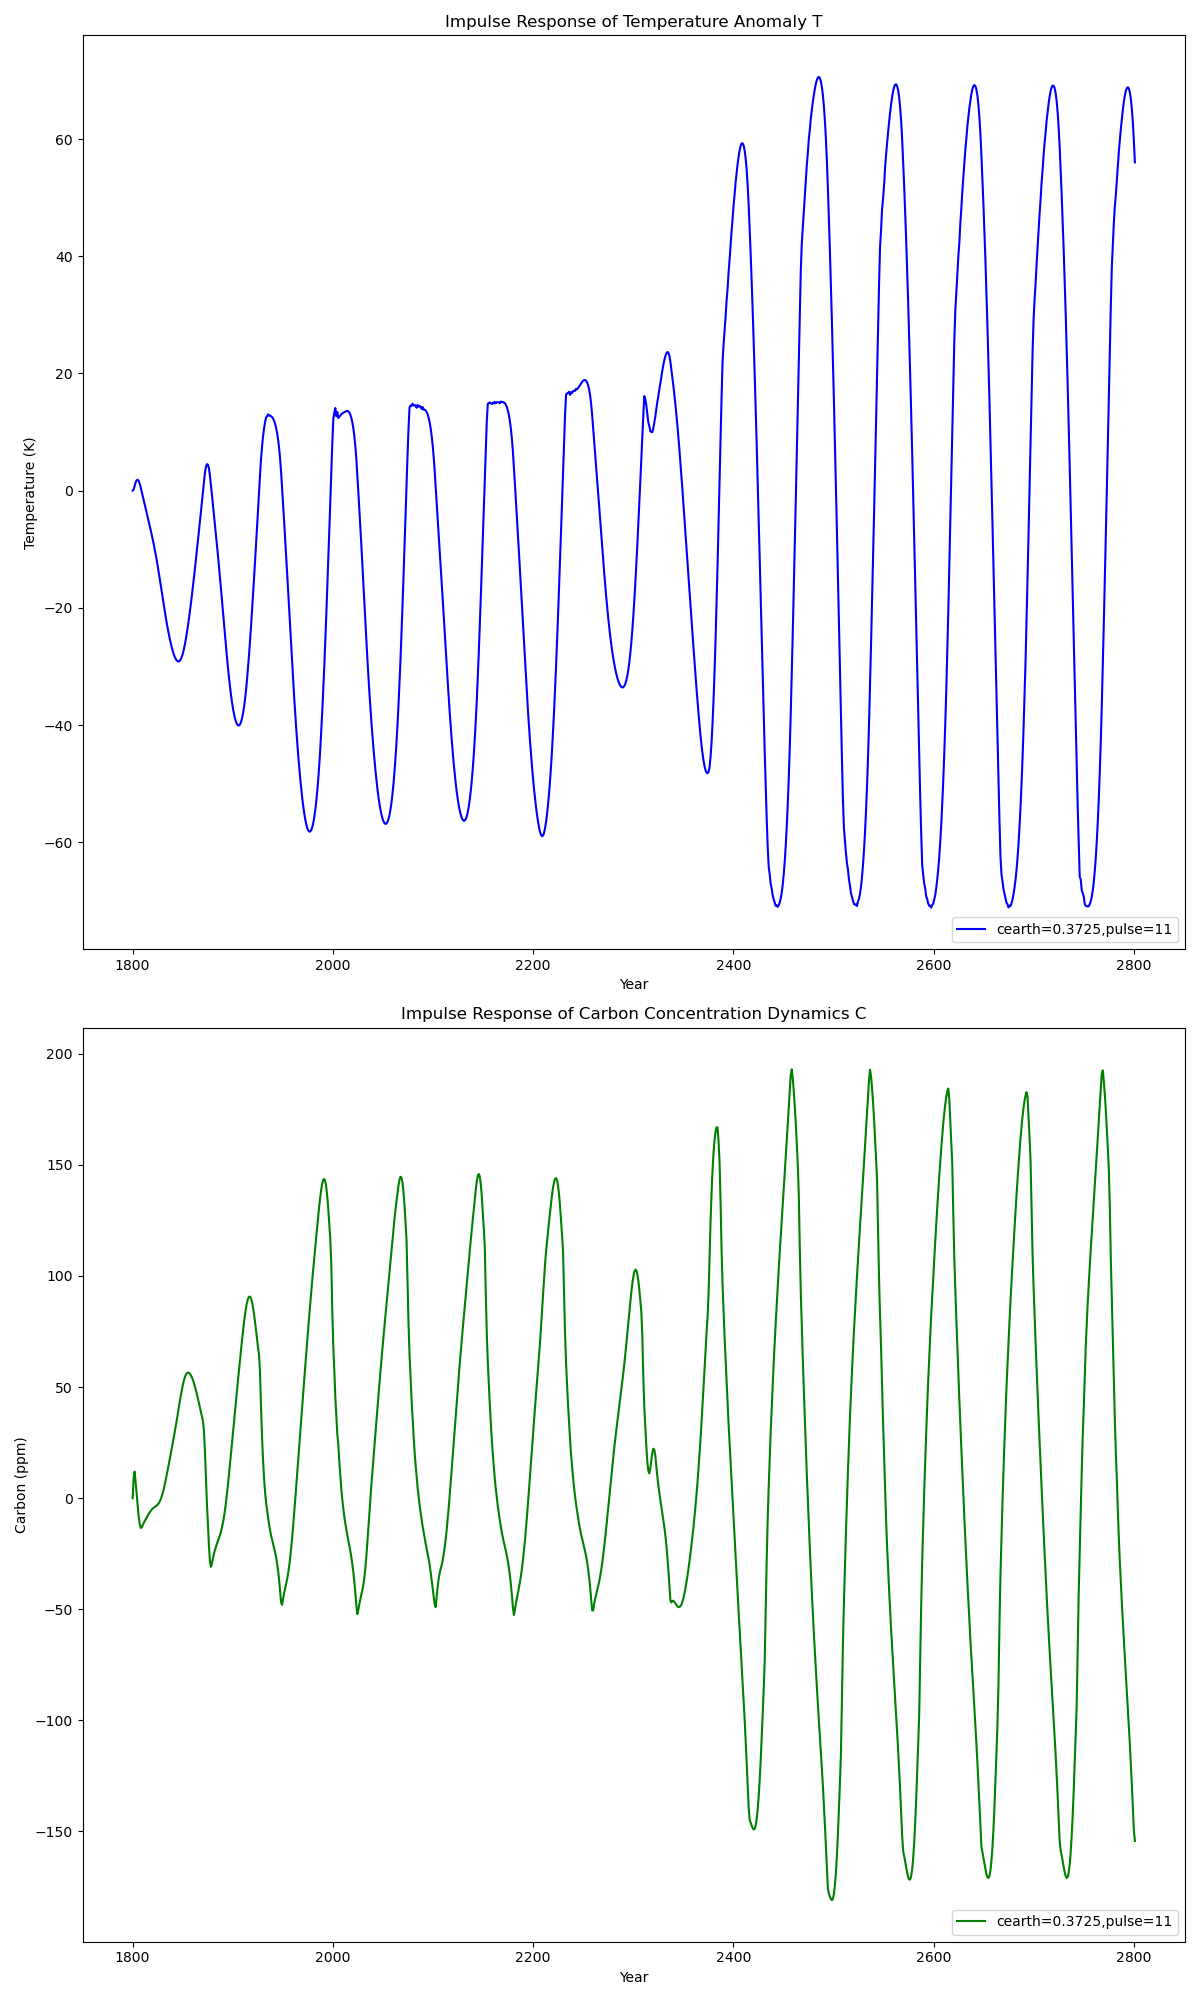 Impulse Response of Temperature Anomaly T
Temperature (K)
60
40
20
0
−20
−40
−60
cearth=0.3725,pulse=11
1800 2000 2200 2400 2600 2800
Year
Impulse Response of Carbon Concentration Dynamics C
Carbon (ppm)
200
150
100
50
0
−50
−100
−150
cearth=0.3725,pulse=11
1800 2000 2200 2400 2600 2800
Year